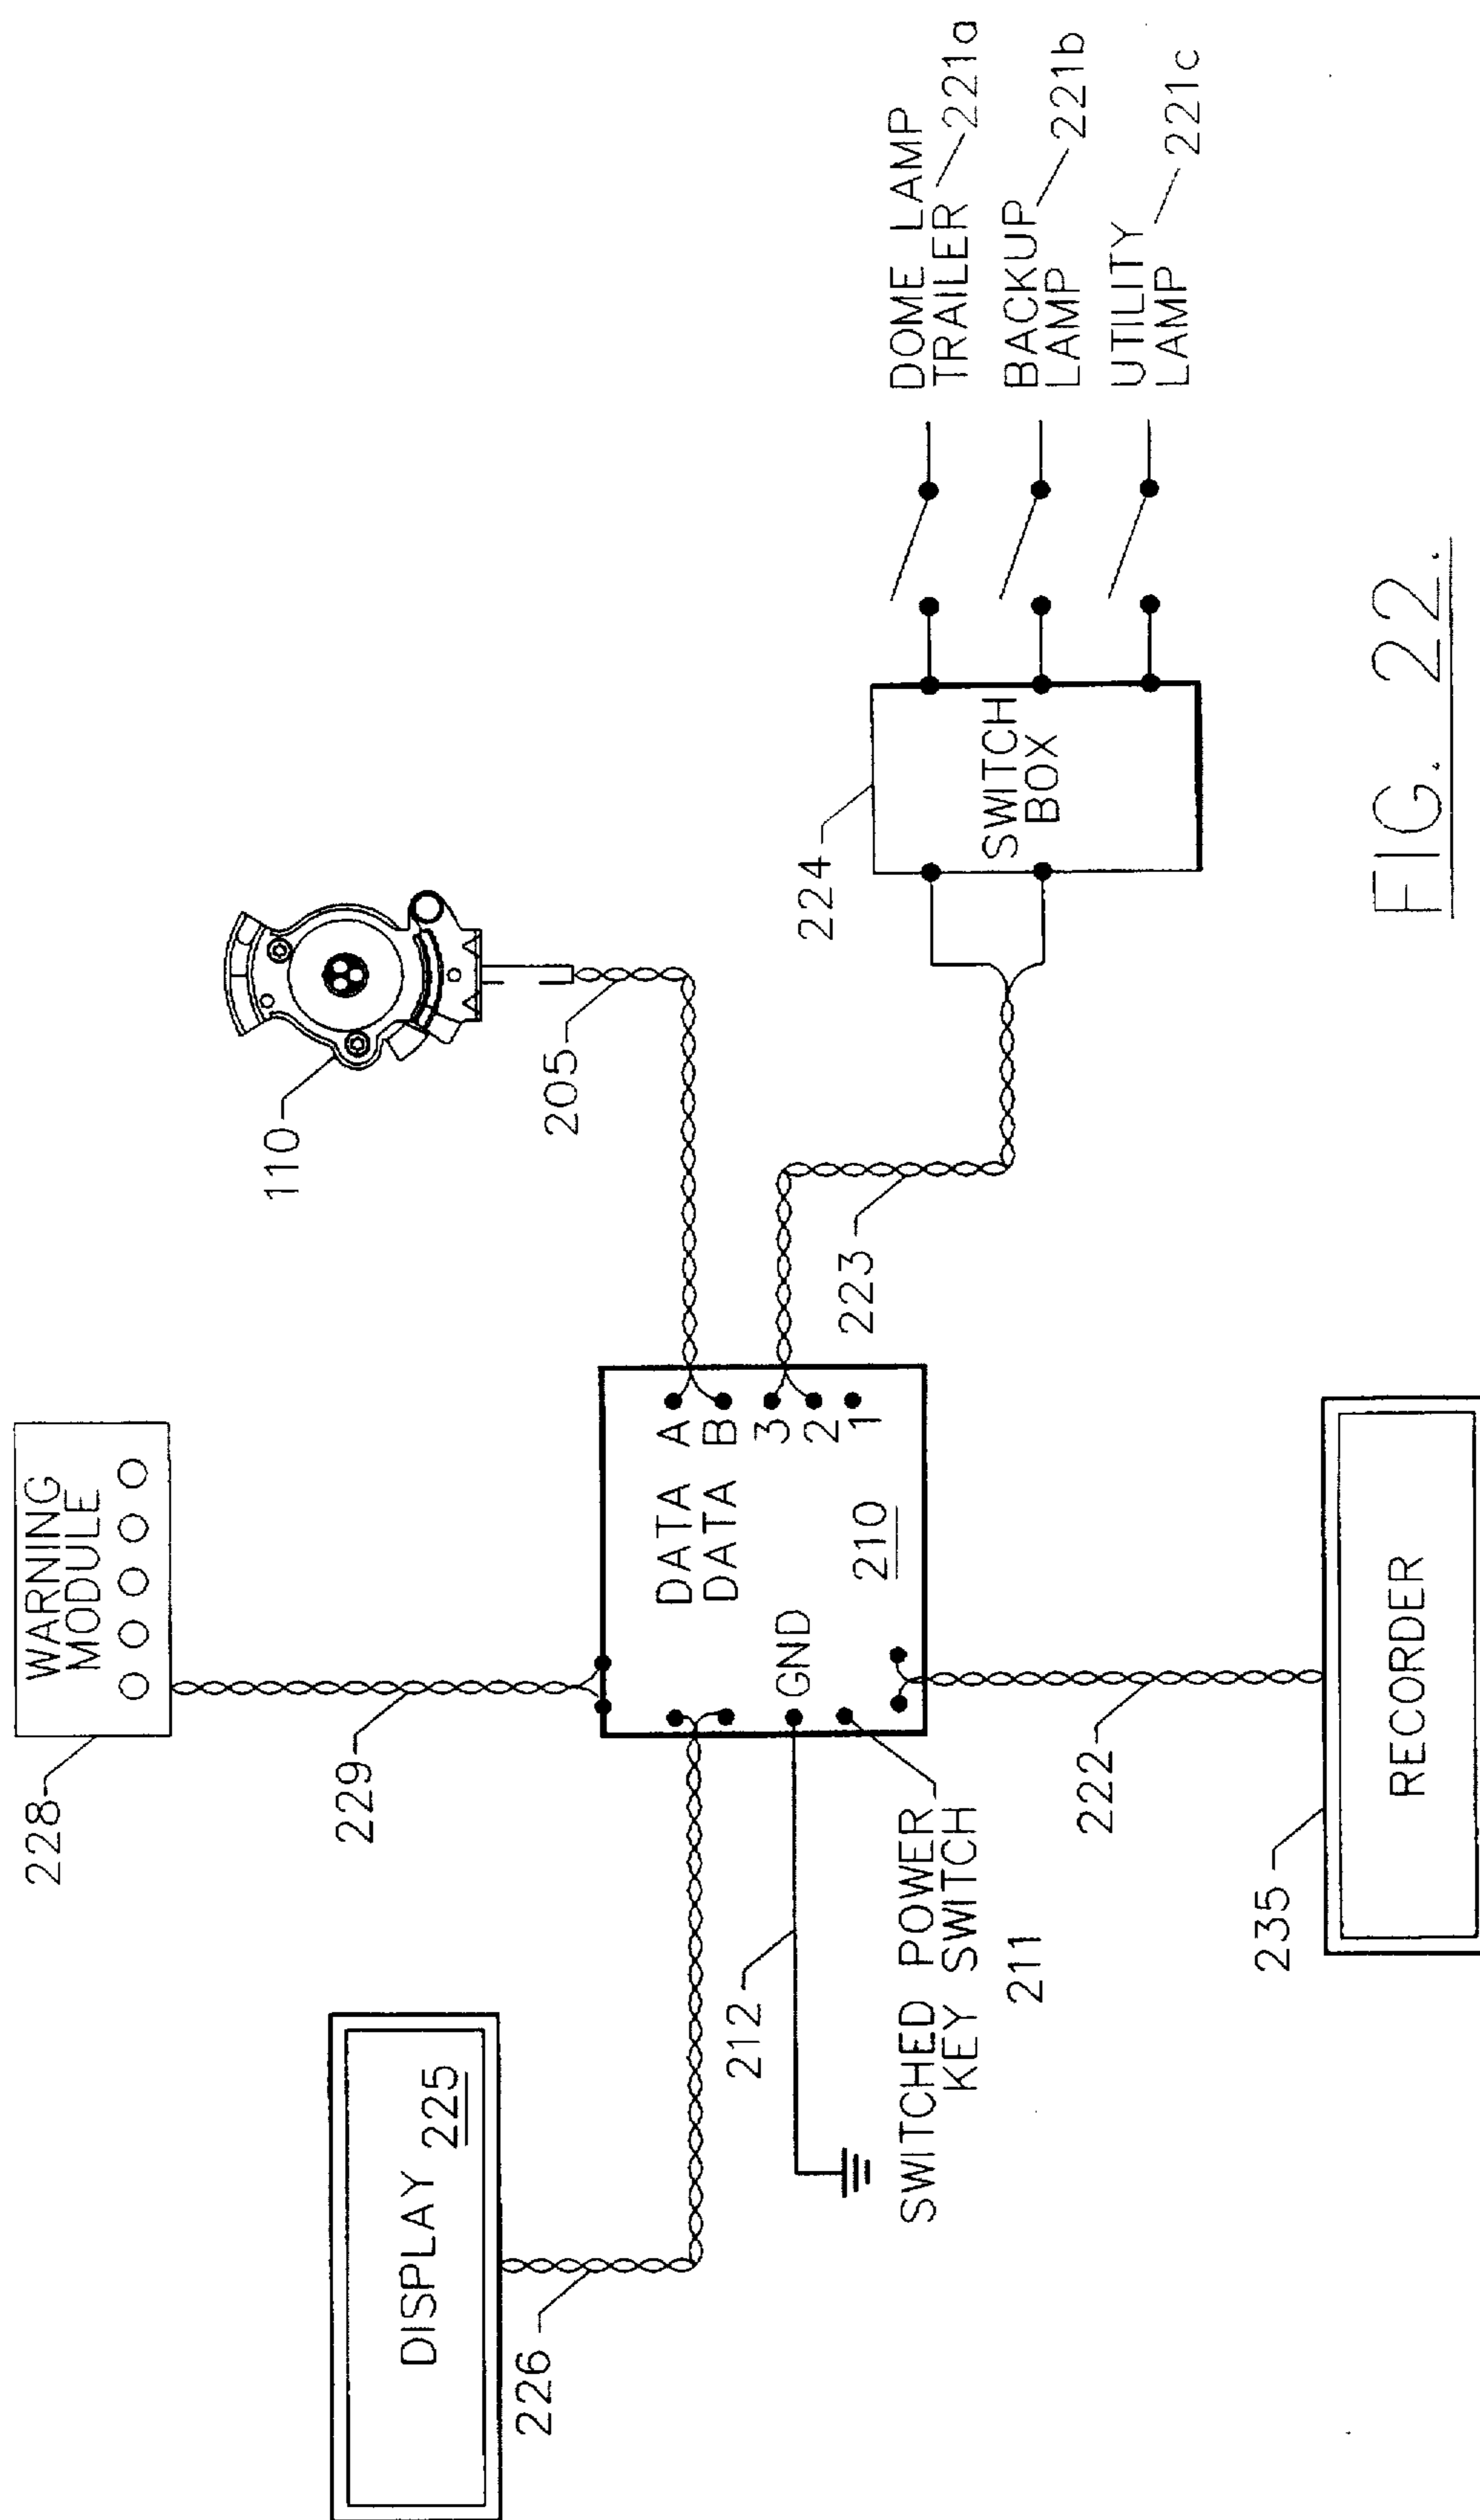 228
WARNING
MODULE
229
110
205
DISPLAY 225
226
DATA A
DATA B
3
2
1
GND
210
212
SWITCHED POWER
KEY SWITCH
211
222
223
224
SWITCH
BOX
DOME LAMP
TRAILER 221a
BACKUP 221b
LAMP
UTILITY
LAMP 221c
235
RECORDER
FIG. 22.